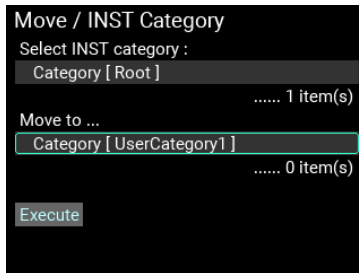 Move / INST Category
Select INST category :
Category [ Root ]
...... 1 item(s)
Move to ...
Category [ UserCategory1 ]
...... 0 item(s)
Execute